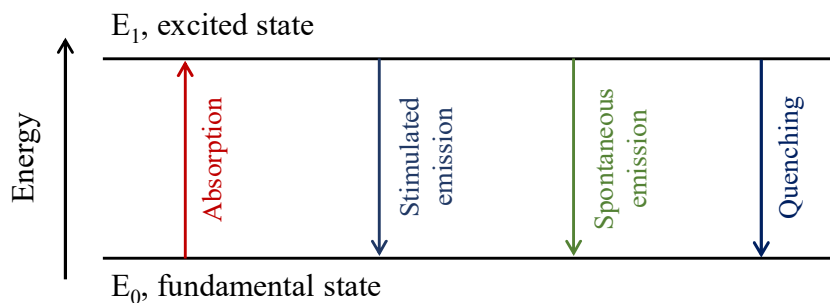 E₁, excited state
Energy
Absorption
Stimulated
emission
Spontaneous
emission
Quenching
E₀, fundamental state